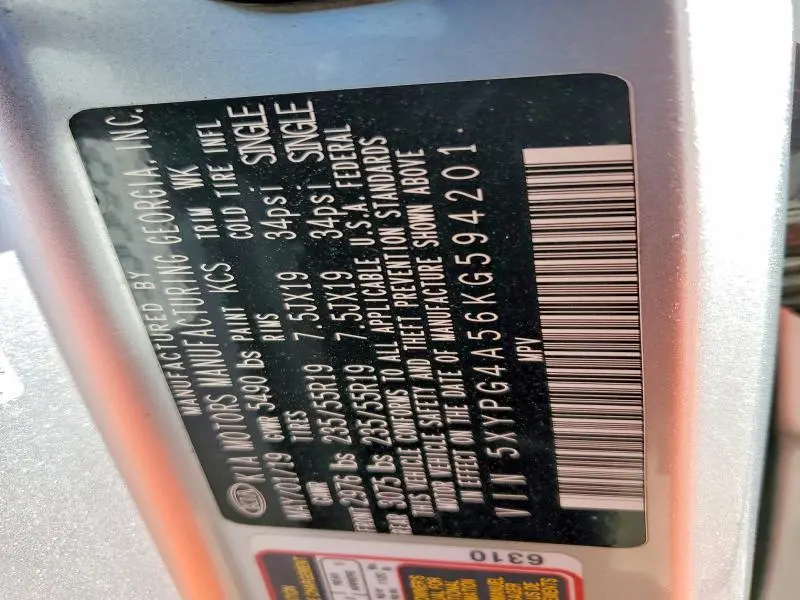 MANUFACTURED BY
KIA KIA MOTORS MANUFACTURING GEORGIA, INC.
MAY/07/19 GVWR 5490 lbs PAINT KCS TRIM WK
GAWR TIRES RIMS COLD TIRE INFL
FRONT 2976 lbs 235/55R19 7.5JX19 34psi. SINGLE
REAR 3075 lbs 235/55R19 7.5JX19 34psi. SINGLE
THIS VEHICLE CONFORMS TO ALL APPLICABLE U.S.A. FEDERAL
MOTOR VEHICLE SAFETY AND THEFT PREVENTION STANDARDS
IN EFFECT ON THE DATE OF MANUFACTURE SHOWN ABOVE
VIN 5XYPG4A56KG594201
MPV
6310